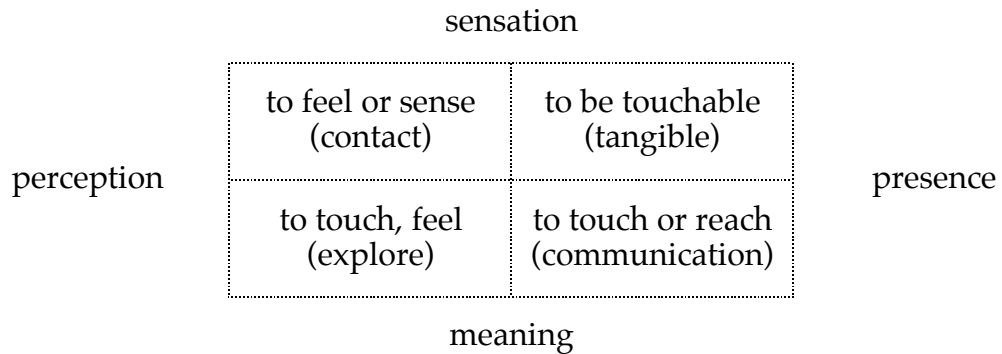 sensation
to feel or sense
(contact)
to be touchable
(tangible)
perception
presence
to touch, feel
(explore)
to touch or reach
(communication)
meaning